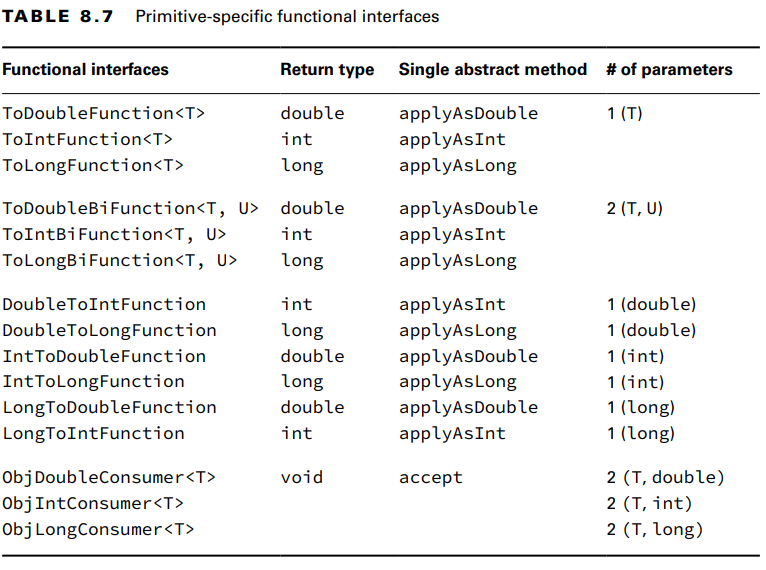 TABLE 8.7 Primitive-specific functional interfaces
Functional interfaces Return type Single abstract method # of parameters
ToDoubleFunction<T> double applyAsDouble 1 (T)
ToIntFunction<T> int applyAsInt
ToLongFunction<T> long applyAsLong
ToDoubleBiFunction<T, U> double applyAsDouble 2 (T, U)
ToIntBiFunction<T, U> int applyAsInt
ToLongBiFunction<T, U> long applyAsLong
DoubleToIntFunction int applyAsInt 1 (double)
DoubleToLongFunction long applyAsLong 1 (double)
IntToDoubleFunction double applyAsDouble 1 (int)
IntToLongFunction long applyAsLong 1 (int)
LongToDoubleFunction double applyAsDouble 1 (long)
LongToIntFunction int applyAsInt 1 (long)
ObjDoubleConsumer<T> void accept 2 (T, double)
ObjIntConsumer<T> 2 (T, int)
ObjLongConsumer<T> 2 (T, long)